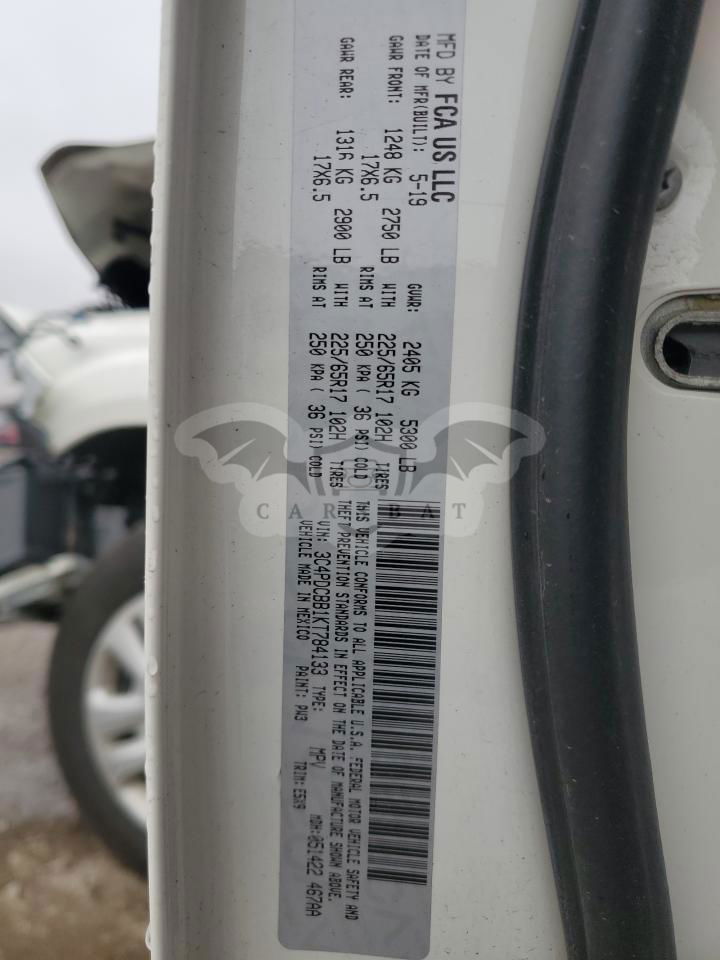 MFD BY FCA US LLC
DATE OF MFR(BUILT): 5-19 GVWR: 2405 KG 5300 LB
GAWR FRONT: 1248 KG 2750 LB WITH 225/65R17 102H TIRES
17X6.5 RIMS AT 250 KPA ( 36 PSI) COLD
GAWR REAR: 1316 KG 2900 LB WITH 225/65R17 102H TIRES
17X6.5 RIMS AT 250 KPA ( 36 PSI) COLD
THIS VEHICLE CONFORMS TO ALL APPLICABLE U.S.A. FEDERAL MOTOR VEHICLE SAFETY AND
THEFT PREVENTION STANDARDS IN EFFECT ON THE DATE OF MANUFACTURE SHOWN ABOVE.
VIN: 3C4PDCBB1KT784133 TYPE: MPV MDH:051422 467AA
VEHICLE MADE IN MEXICO PAINT: PW3 TRIM: E5X9
CAR BAT